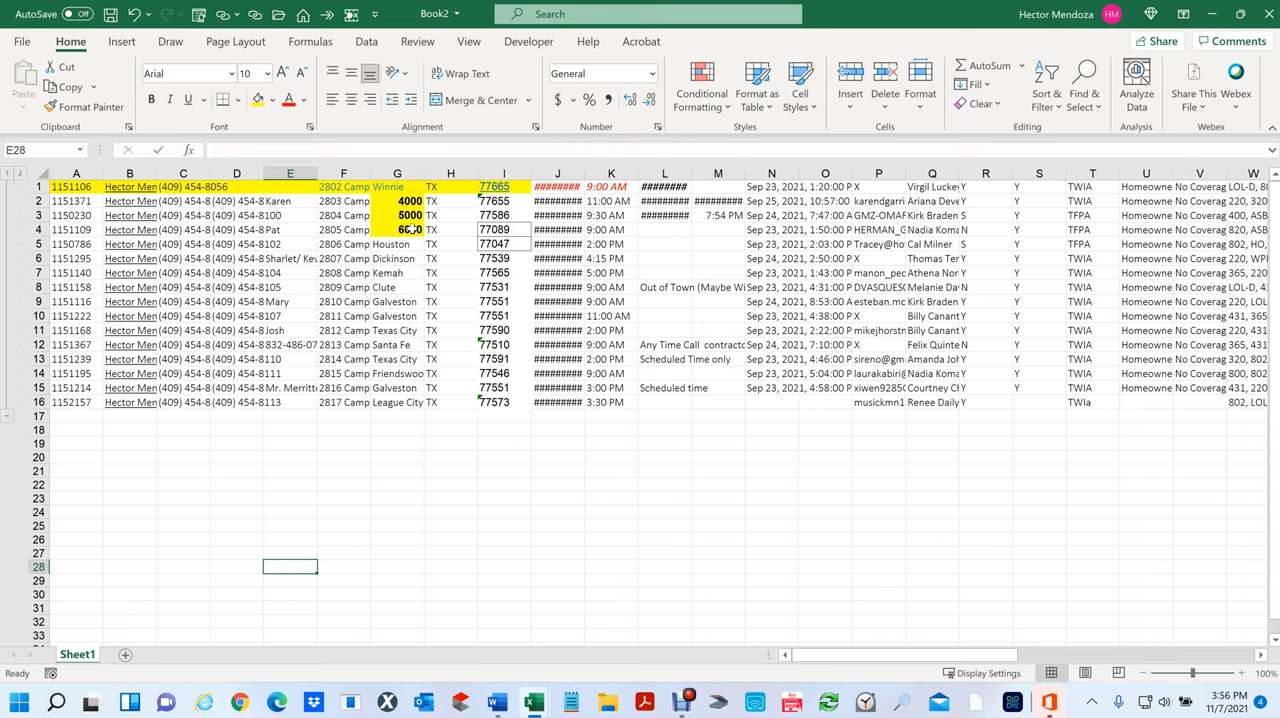 AutoSave Off Book2 Search Hector Mendoza HM
File Home Insert Draw Page Layout Formulas Data Review View Developer Help Acrobat Share Comments
Paste Cut Copy Format Painter Clipboard
Arial 10 B I U A Font
Wrap Text Merge & Center Alignment
General $ % Number
Conditional Formatting Format as Table Cell Styles Styles
Insert Delete Format Cells
AutoSum Fill Clear Sort & Filter Find & Select Editing
Analyze Data Analysis
Share This File Webex Webex
E28 fx
1 2 A B C D E F G H I J K L M N O P Q R S T U V W
1 1151106 Hector Men (409) 454-8056 2802 Camp Winnie TX 77665 ######## 9:00 AM ######## Sep 23, 2021, 1:20:00 P X Virgil Lucke Y Y TWIA Homeowne No Coverag LOL-D, 80
2 1151371 Hector Men (409) 454-8 (409) 454-8 Karen 2803 Camp 4000 TX 77655 ######### 11:00 AM ######### ######### Sep 25, 2021, 10:57:00 P karendgarri Ariana Deve Y Y TWIA Homeowne No Coverag 431, 220
3 1150230 Hector Men (409) 454-8 (409) 454-8100 2804 Camp 5000 TX 77586 ######### 9:30 AM ######### 7:54 PM Sep 24, 2021, 7:47:00 A GMZ-OMAR Kirk Braden S Y TFPA Homeowne No Coverag 400, ASB
4 1151109 Hector Men (409) 454-8 (409) 454-8 Pat 2805 Camp TX 77089 ######### 9:00 AM Sep 23, 2021, 1:25:00 P HERMAN_G Nadia Koma N Y TFPA Homeowne No Coverag 320, ASB
5 1150786 Hector Men (409) 454-8 (409) 454-8102 2806 Camp Houston TX 77047 ######### 2:00 PM Sep 23, 2021, 2:03:00 P Tracey@ho Cal Milner S Y TFPA Homeowne No Coverag 802, HO,
6 1151295 Hector Men (409) 454-8 (409) 454-8 Sharlet/ Ke 2807 Camp Dickinson TX 77539 ######### 4:15 PM Sep 23, 2021, 6:07:00 P X Thomas Ter Y Y TWIA Homeowne No Coverag WPI
7 1151140 Hector Men (409) 454-8 (409) 454-8104 2808 Camp Kemah TX 77565 ######### 5:00 PM Sep 23, 2021, 1:43:00 P manon_pec Athena Nor N Y TWIA Homeowne No Coverag 365, 220
8 1151158 Hector Men (409) 454-8 (409) 454-8105 2809 Camp Clute TX 77531 ######### 9:00 AM Out of Town (Maybe Wi Sep 23, 2021, 4:31:00 P DVASQUES Melanie Da Y Y TWIA Homeowne No Coverag LOL-D, 43
9 1151116 Hector Men (409) 454-8 (409) 454-8 Mary 2810 Camp Galveston TX 77551 ######### 9:00 AM Sep 24, 2021, 8:53:00 A esteban.mc Kirk Braden Y Y TWIA Homeowne No Coverag 431, 220
10 1151222 Hector Men (409) 454-8 (409) 454-8107 2811 Camp Galveston TX 77551 ######### 11:00 AM X Billy Canant Y Y TWIA Homeowne No Coverag 431, 365
11 1151168 Hector Men (409) 454-8 (409) 454-8 Josh 2812 Camp Texas City TX 77590 ######### 2:00 PM Sep 23, 2021, 2:22:00 P mikejhorstn Billy Canant Y Y TWIA Homeowne No Coverag 431, 220
12 1151367 Hector Men (409) 454-8 (409) 454-8 832-486-07 2813 Camp Santa Fe TX 77510 ######### 9:00 AM Any Time Call contracto Sep 24, 2021, 7:10:00 P X Felix Quinte N Y TWIA Homeowne No Coverag 365, 220
13 1151239 Hector Men (409) 454-8 (409) 454-8110 2814 Camp Texas City TX 77591 ######### 2:00 PM Scheduled Time only Sep 23, 2021, 4:46:00 P sireno@gm Amanda Joh Y Y TWIA Homeowne No Coverag 320, 802
14 1151195 Hector Men (409) 454-8 (409) 454-8111 2815 Camp Friendswoo TX 77546 ######### 9:00 AM Sep 23, 2021, 5:04:00 P laurakabiri@ Nadia Koma N Y TWIA Homeowne No Coverag 800, 802
15 1151214 Hector Men (409) 454-8 (409) 454-8 Mr. Merritt 2816 Camp Galveston TX 77551 ######### 3:00 PM Scheduled time Sep 23, 2021, 4:58:00 P xiwen9285( Courtney Ch Y Y TWIA Homeowne No Coverag 431, 220
16 1152157 Hector Men (409) 454-8 (409) 454-8113 2817 Camp League City TX 77573 ######### 3:30 PM musickmn1 Renee Daily Y TWIa 802, LOL
17
18
19
20
21
22
23
24
25
26
27
28
29
30
31
32
33
Sheet1
Ready Display Settings 100%
3:56 PM
11/7/2021 4